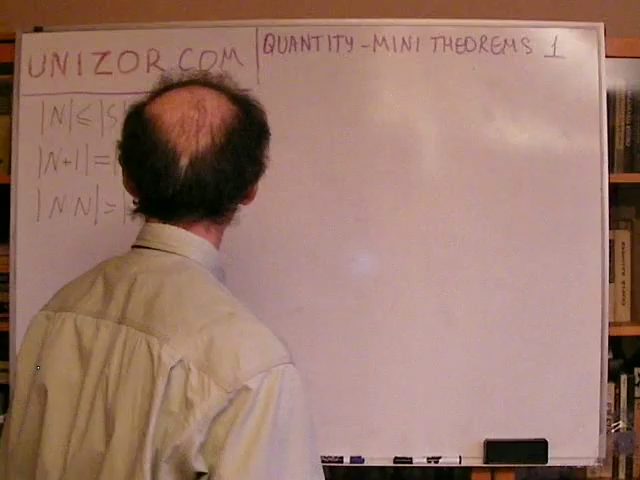 UNIZOR.COM
QUANTITY - MINI THEOREMS 1
|N| ≤ |S|
|N+1| =
|N N| =